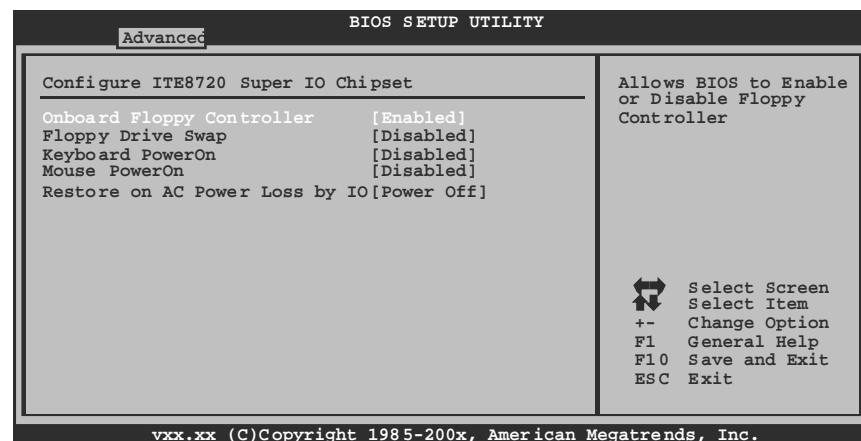 BIOS SETUP UTILITY
Advanced
Configure ITE8720 Super IO Chipset
Onboard Floppy Controller [Enabled]
Floppy Drive Swap [Disabled]
Keyboard PowerOn [Disabled]
Mouse PowerOn [Disabled]
Restore on AC Power Loss by IO[Power Off]
Allows BIOS to Enable
or Disable Floppy
Controller
Select Screen
Select Item
+- Change Option
F1 General Help
F10 Save and Exit
ESC Exit
vxx.xx (C)Copyright 1985-200x, American Megatrends, Inc.